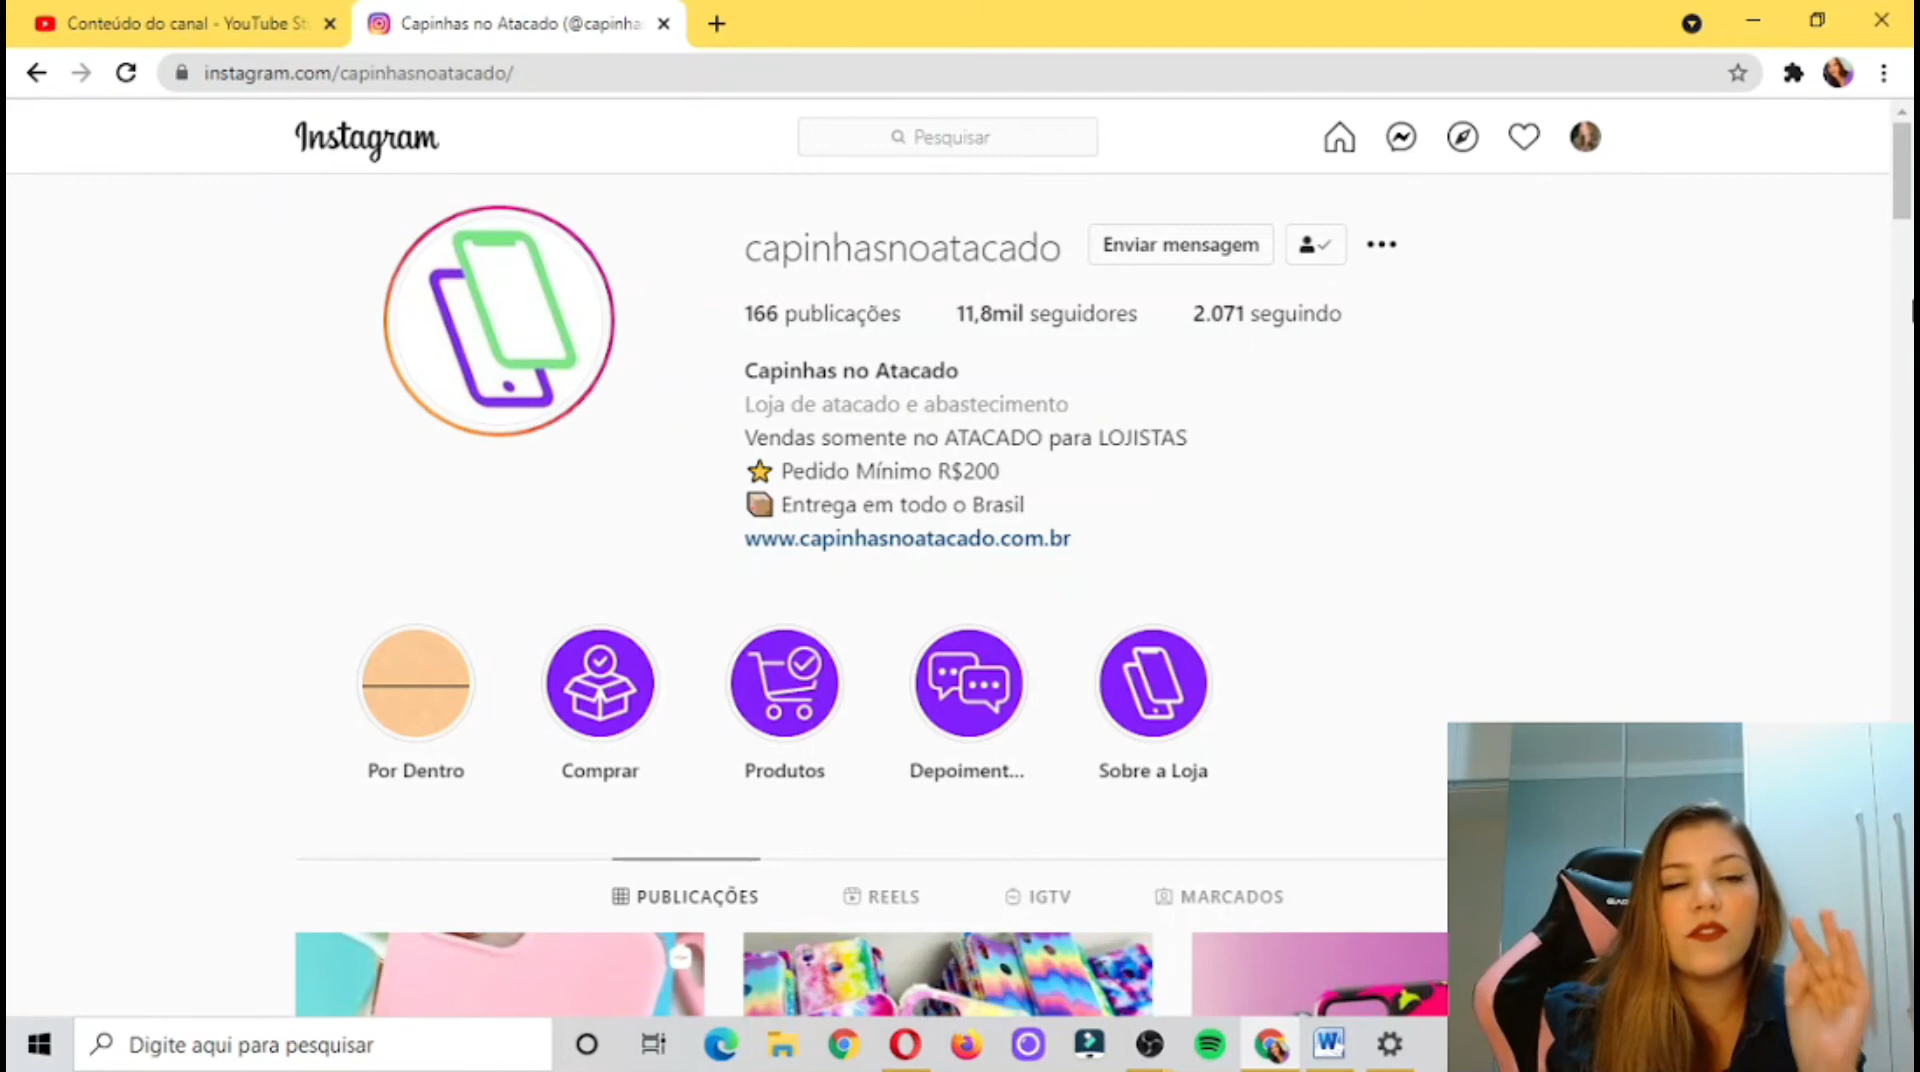 Conteúdo do canal - YouTube St
Capinhas no Atacado (@capinha
instagram.com/capinhasnoatacado/
Instagram
Pesquisar
capinhasnoatacado
Enviar mensagem
166 publicações
11,8mil seguidores
2.071 seguindo
Capinhas no Atacado
Loja de atacado e abastecimento
Vendas somente no ATACADO para LOJISTAS
Pedido Mínimo R$200
Entrega em todo o Brasil
www.capinhasnoatacado.com.br
Por Dentro
Comprar
Produtos
Depoiment...
Sobre a Loja
PUBLICAÇÕES
REELS
IGTV
MARCADOS
Digite aqui para pesquisar